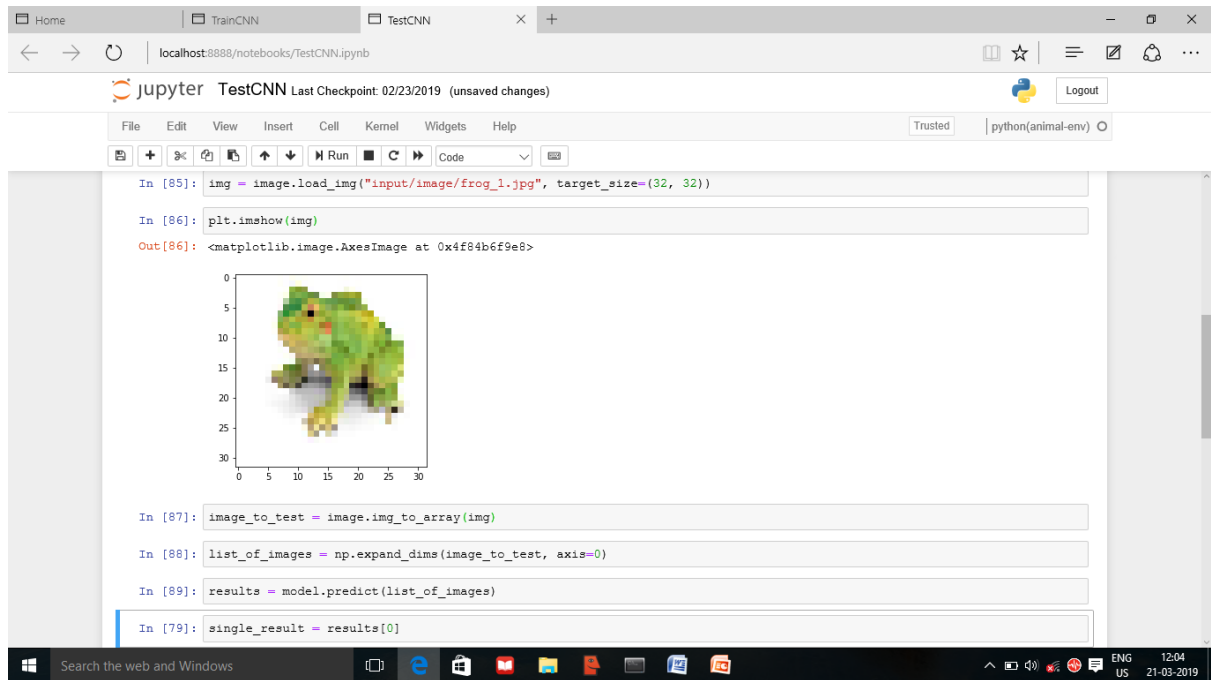 Home TrainCNN TestCNN
localhost:8888/notebooks/TestCNN.ipynb
jupyter TestCNN Last Checkpoint: 02/23/2019 (unsaved changes) Logout
File Edit View Insert Cell Kernel Widgets Help Trusted python(animal-env)
Run Code
In [85]: img = image.load_img("input/image/frog_1.jpg", target_size=(32, 32))
In [86]: plt.imshow(img)
Out[86]: <matplotlib.image.AxesImage at 0x4f84b6f9e8>
0
5
10
15
20
25
30
0 5 10 15 20 25 30
In [87]: image_to_test = image.img_to_array(img)
In [88]: list_of_images = np.expand_dims(image_to_test, axis=0)
In [89]: results = model.predict(list_of_images)
In [79]: single_result = results[0]
Search the web and Windows ENG 12:04
US 21-03-2019